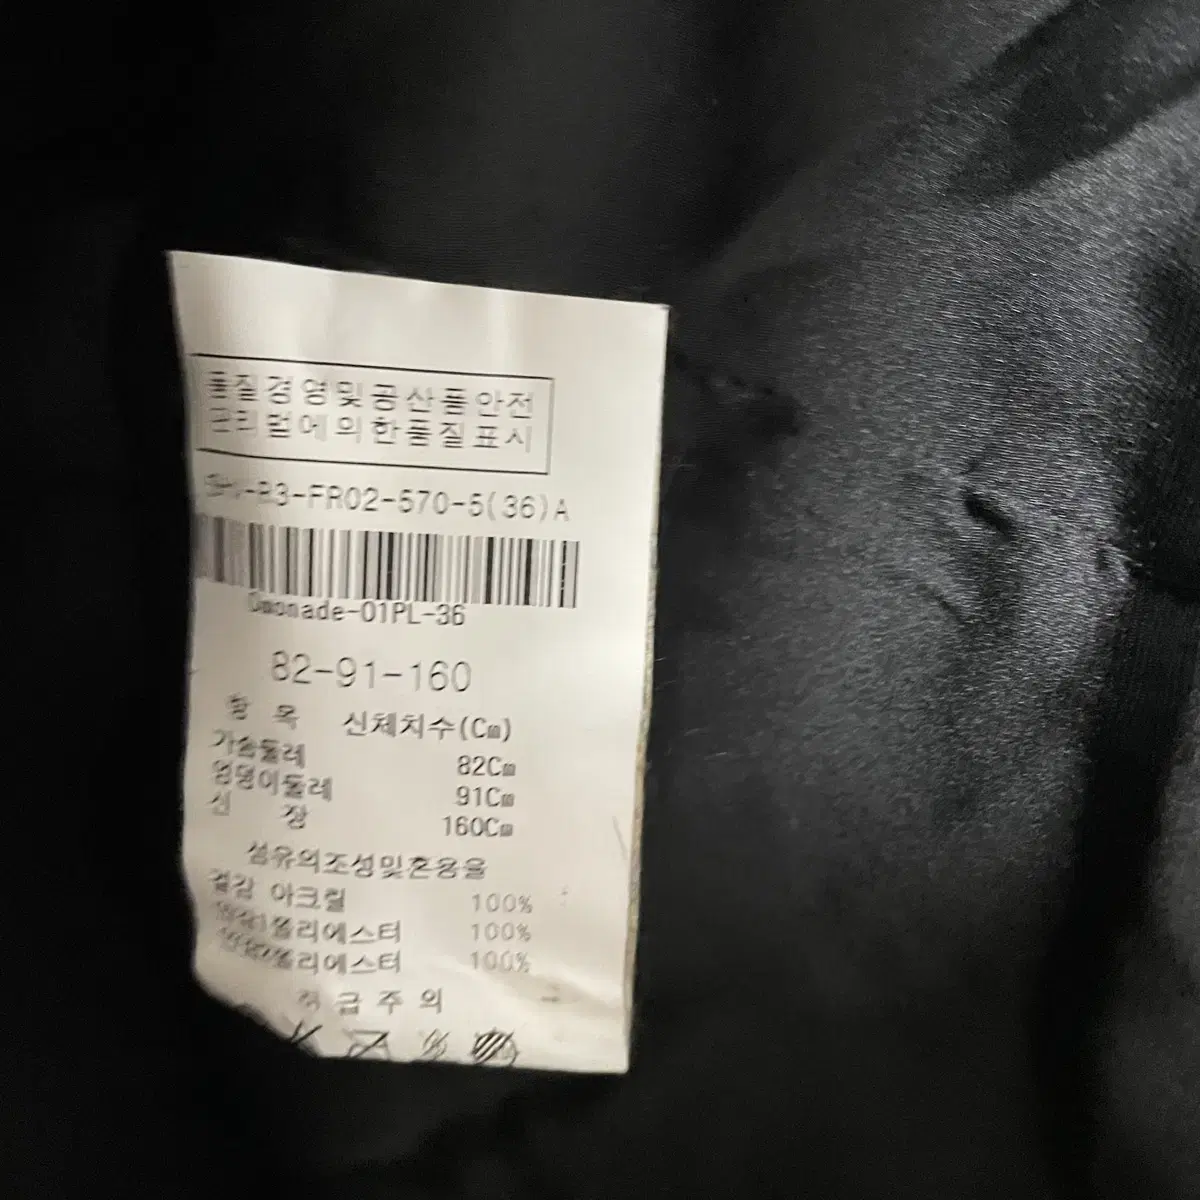 품질경영및공산품안전
관리법에의한품질표시
-R3-FR02-570-5(36)A
Omonade-01PL-36
82-91-160
항 목 신체치수(Cm)
가슴둘레 82Cm
엉덩이둘레 91Cm
신 장 160Cm
섬유의조성및혼용율
겉감 아크릴 100%
폴리에스터 100%
폴리에스터 100%
취급주의